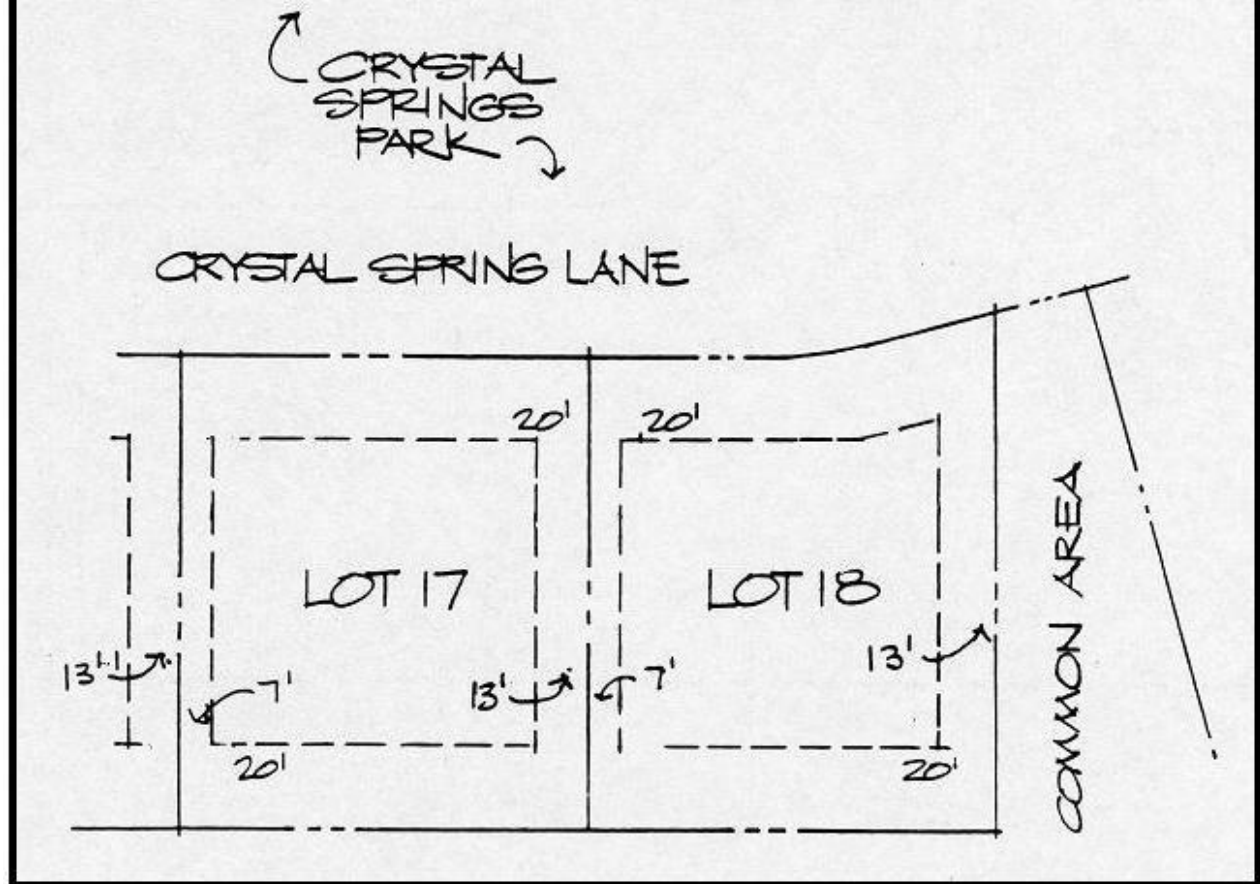 CRYSTAL
SPRINGS
PARK
CRYSTAL SPRING LANE
20' 20'
LOT 17 LOT 18
COMMON AREA
13' 7' 13' 7' 13'
20' 20'